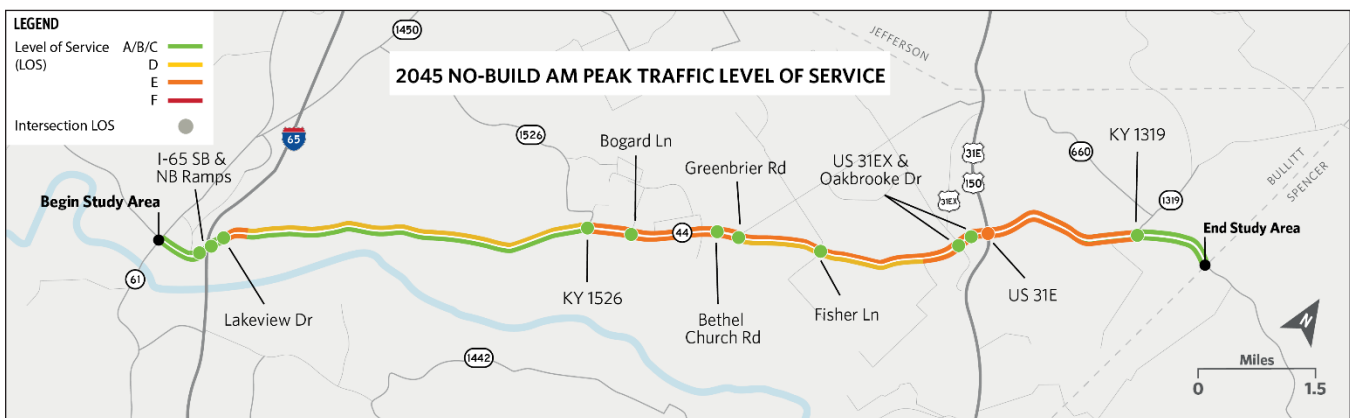 LEGEND
Level of Service A/B/C
(LOS) D
E
F
Intersection LOS
2045 NO-BUILD AM PEAK TRAFFIC LEVEL OF SERVICE
1450
JEFFERSON
65
1526
Bogard Ln
I-65 SB &
NB Ramps
Greenbrier Rd
US 31EX &
Oakbrooke Dr
31E
150
31EX
660
KY 1319
1319
BULLITT
SPENCER
Begin Study Area
44
End Study Area
61
Lakeview Dr
KY 1526
Bethel
Church Rd
Fisher Ln
US 31E
1442
N
Miles
0 1.5